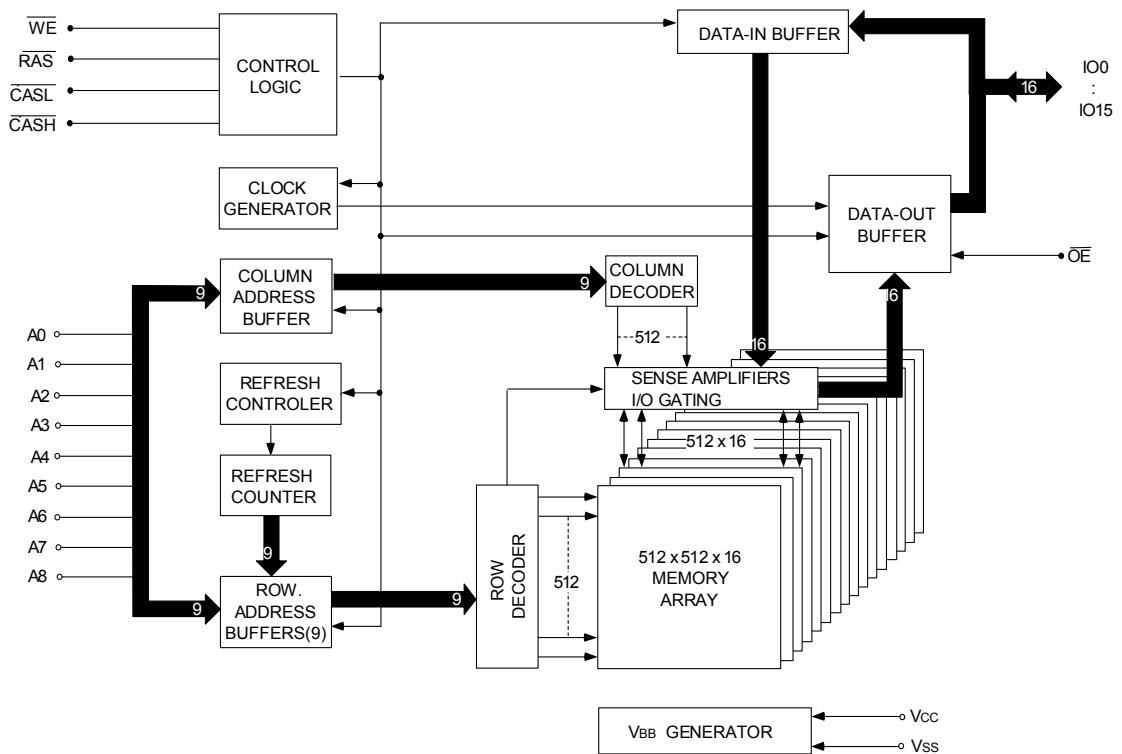 WE
RAS
CASL
CASH
CONTROL
LOGIC
DATA-IN BUFFER
16
IO0
:
IO15
CLOCK
GENERATOR
DATA-OUT
BUFFER
OE
COLUMN
ADDRESS
BUFFER
9
9
COLUMN
DECODER
512
16
16
A0
A1
A2
A3
A4
A5
A6
A7
A8
REFRESH
CONTROLER
SENSE AMPLIFIERS
I/O GATING
512 x 16
REFRESH
COUNTER
9
9
ROW.
ADDRESS
BUFFERS(9)
9
ROW
DECODER
512
512 x 512 x 16
MEMORY
ARRAY
VBB GENERATOR
VCC
VSS